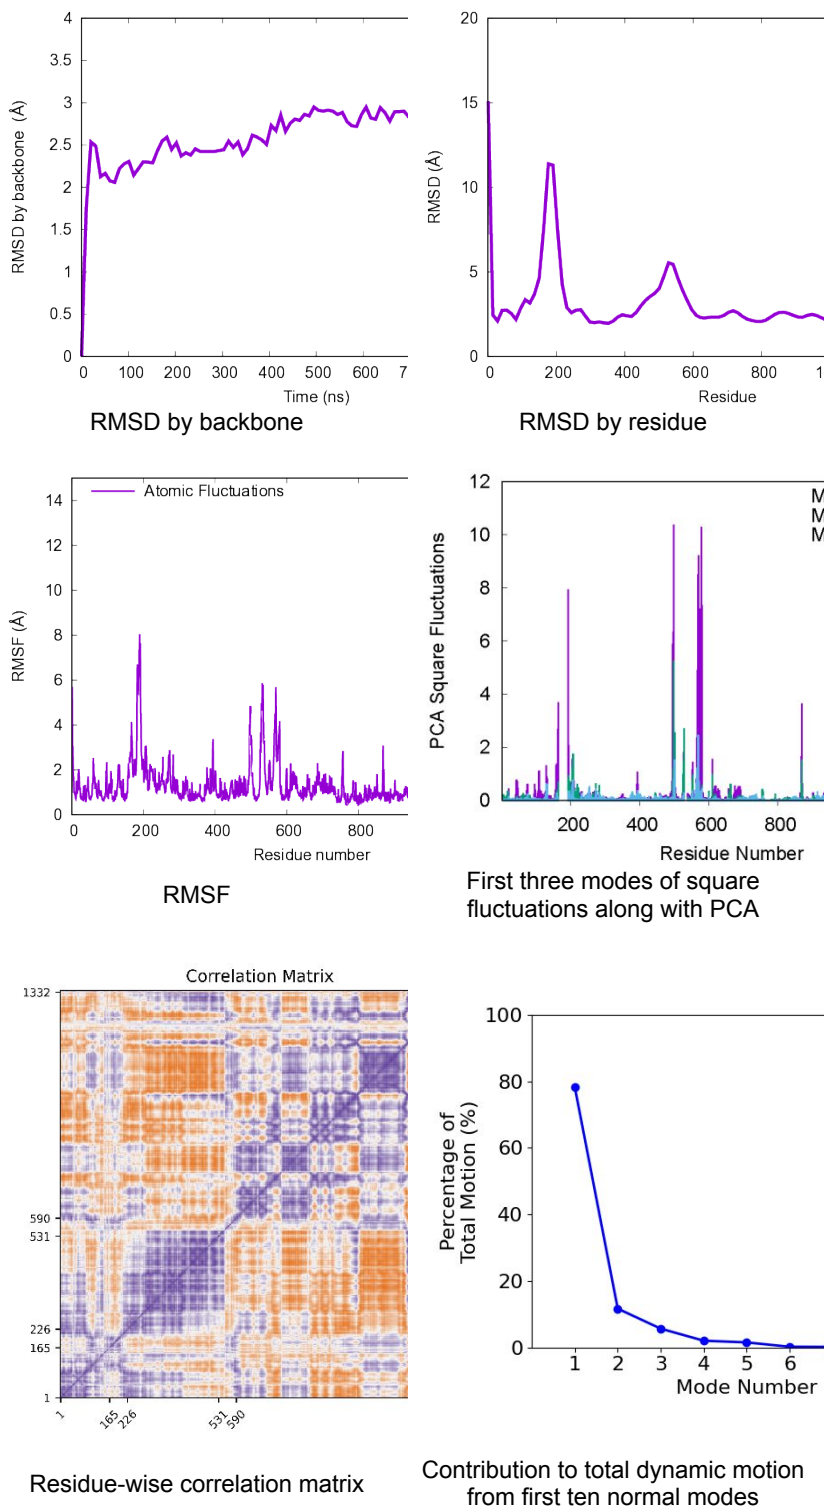 4
3.5
3
2.5
2
1.5
1
0.5
0
RMSD by backbone (Å)
0 100 200 300 400 500 600 7
Time (ns)
RMSD by backbone
20
15
10
5
0
RMSD (Å)
0 200 400 600 800 1
Residue
RMSD by residue
Atomic Fluctuations
14
12
10
8
6
4
2
0
RMSF (Å)
0 200 400 600 800
Residue number
RMSF
M
M
M
12
10
8
6
4
2
0
PCA Square Fluctuations
200 400 600 800
Residue Number
First three modes of square
fluctuations along with PCA
Correlation Matrix
1332
590
531
226
165
1
1 165 226 531 590
Residue-wise correlation matrix
100
80
60
40
20
0
Percentage of
Total Motion (%)
1 2 3 4 5 6
Mode Number
Contribution to total dynamic motion
from first ten normal modes